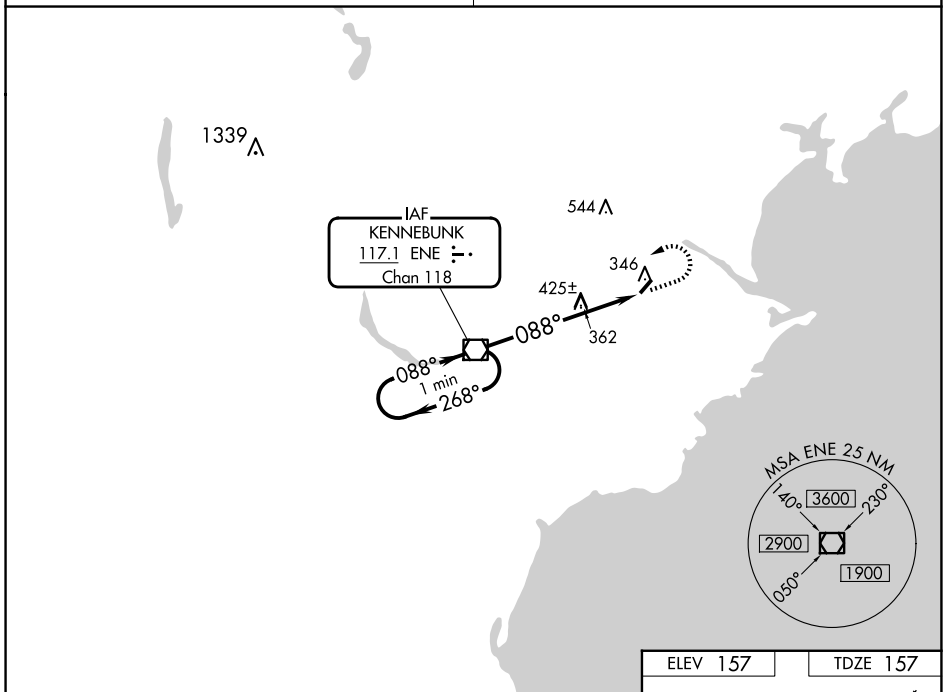 1339
544
IAF
KENNEBUNK
117.1 ENE
Chan 118
346
425±
362
088°
088°
1 min
268°
MSA ENE 25 NM
140°
3600
230°
2900
1900
050°
ELEV 157
TDZE 157